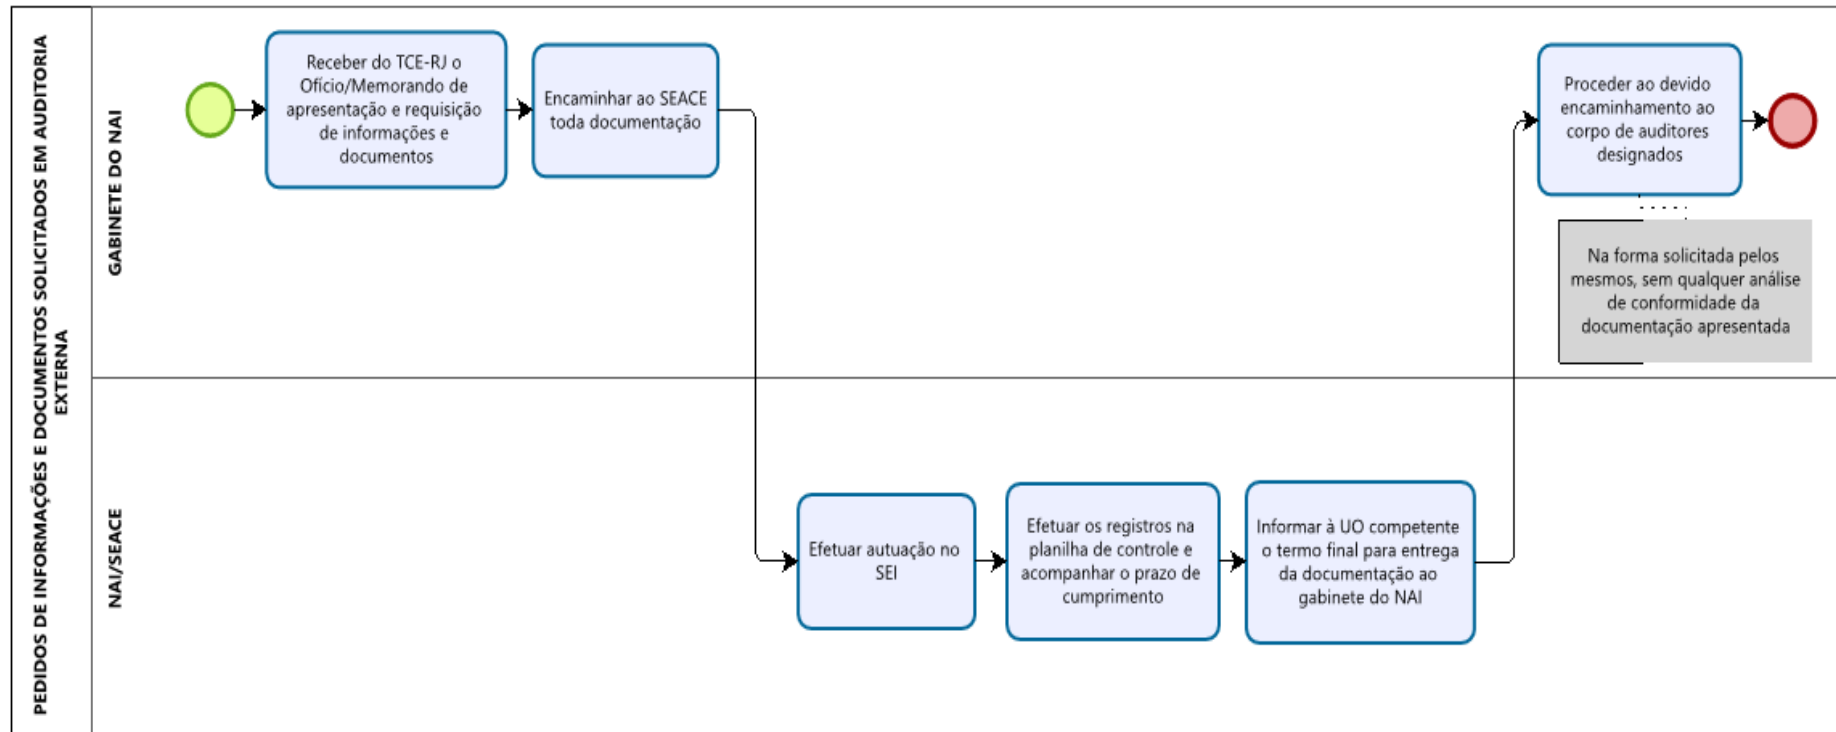 PEDIDOS DE INFORMAÇÕES E DOCUMENTOS SOLICITADOS EM AUDITORIA
EXTERNA
GABINETE DO NAI
Receber do TCE-RJ o
Ofício/Memorando de
apresentação e requisição
de informações e
documentos
Encaminhar ao SEACE
toda documentação
Proceder ao devido
encaminhamento ao
corpo de auditores
designados
Na forma solicitada pelos
mesmos, sem qualquer análise
de conformidade da
documentação apresentada
NAI/SEACE
Efetuar autuação no
SEI
Efetuar os registros na
planilha de controle e
acompanhar o prazo de
cumprimento
Informar à UO competente
o termo final para entrega
da documentação ao
gabinete do NAI